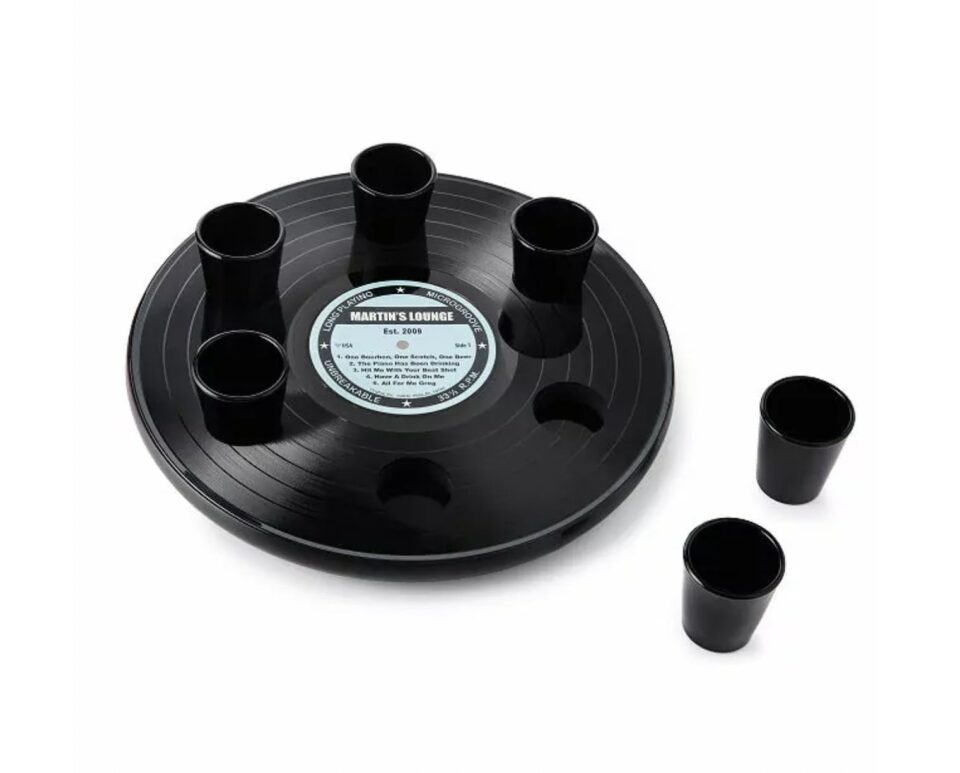 LONG PLAYING ★ MICROGROOVE
MARTIN'S LOUNGE
Est. 2009
USA
Side 1
1. One Bourbon, One Scotch, One Beer
2. The Piano Has Been Drinking
3. Hit Me With Your Best Shot
4. Have A Drink On Me
5. All For Me Grog
UNBREAKABLE ★ 33⅓ R.P.M.